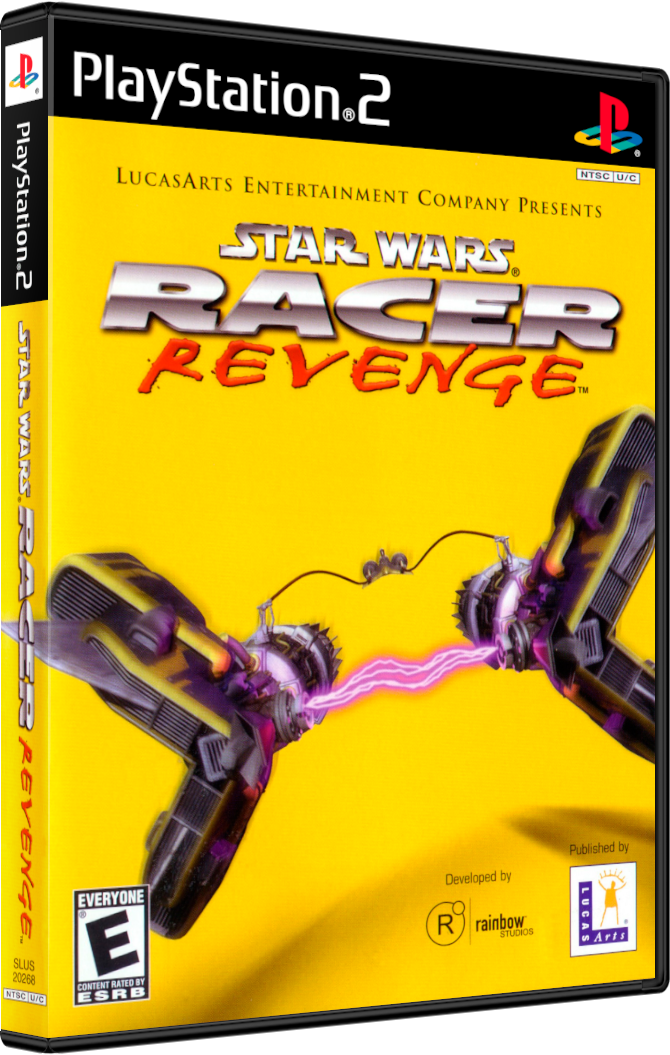 PlayStation®2
NTSC U/C
LucasArts Entertainment Company Presents
STAR WARS®
RACER
REVENGE™
Developed by
R
rainbow
STUDIOS
Published by
LUCAS
Arts
®
EVERYONE
®
E
CONTENT RATED BY
ESRB
PlayStation®2
STAR WARS® RACER REVENGE™
SLUS
20268
NTSC U/C